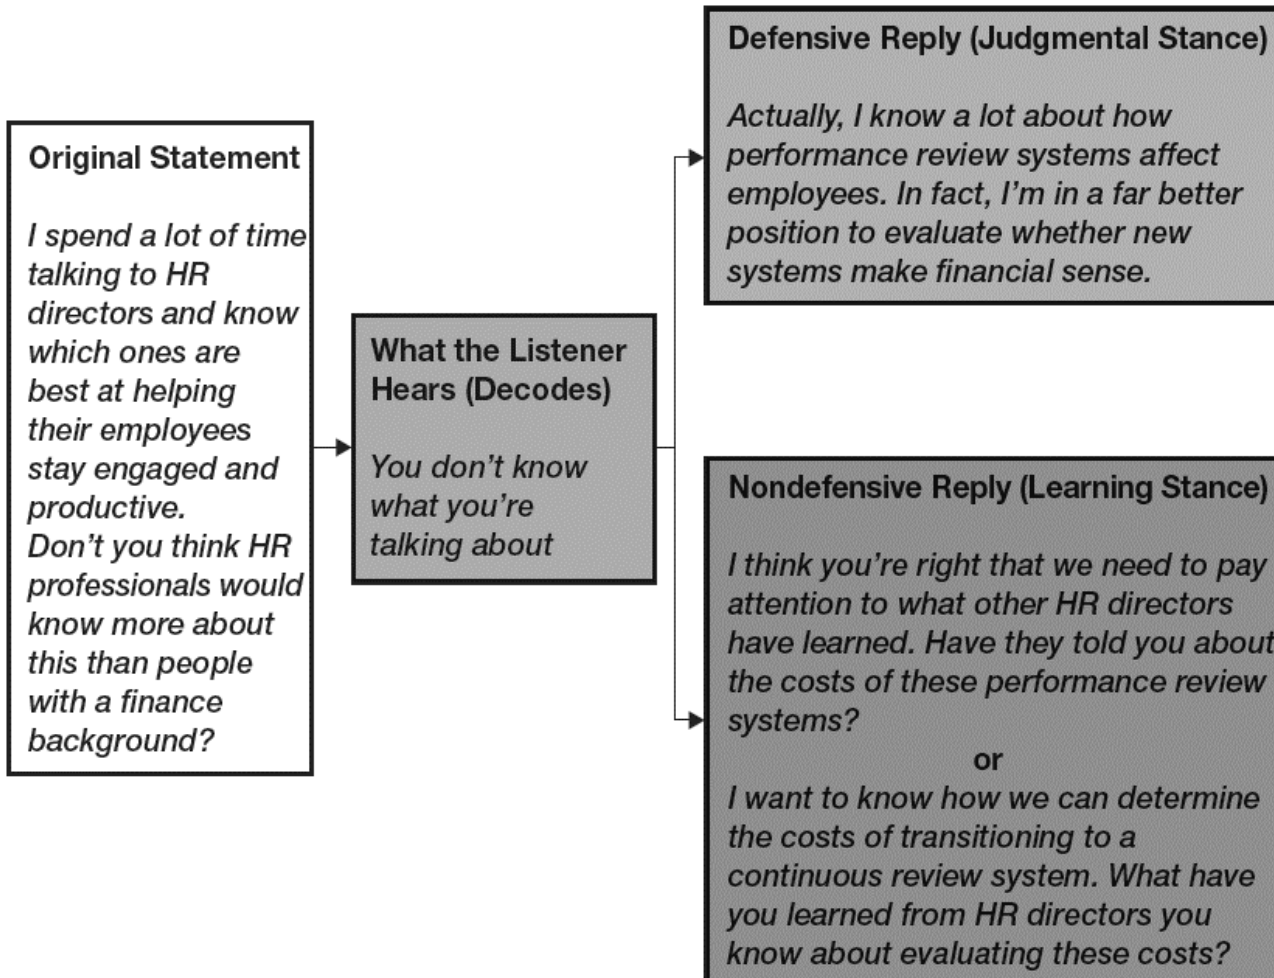 Original Statement
I spend a lot of time
talking to HR
directors and know
which ones are
best at helping
their employees
stay engaged and
productive.
Don’t you think HR
professionals would
know more about
this than people
with a finance
background?
What the Listener
Hears (Decodes)
You don’t know
what you’re
talking about
Defensive Reply (Judgmental Stance)
Actually, I know a lot about how
performance review systems affect
employees. In fact, I’m in a far better
position to evaluate whether new
systems make financial sense.
Nondefensive Reply (Learning Stance)
I think you’re right that we need to pay
attention to what other HR directors
have learned. Have they told you about
the costs of these performance review
systems?
or
I want to know how we can determine
the costs of transitioning to a
continuous review system. What have
you learned from HR directors you
know about evaluating these costs?